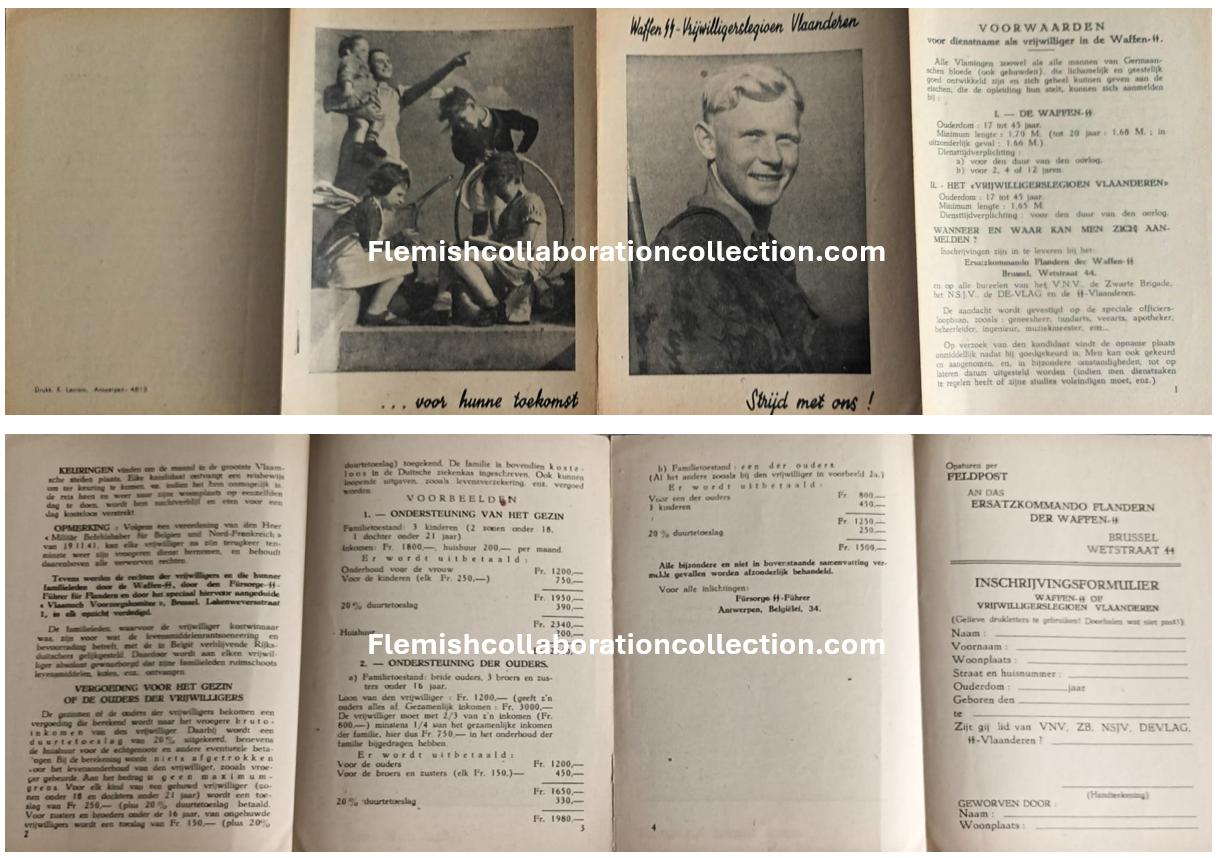 Drukk. K. Leirens, Antwerpen. 4813
... voor hunne toekomst
Waffen SS - Vrijwilligerslegioen Vlaanderen
Strijd met ons !
VOORWAARDEN
voor dienstname als vrijwilliger in de Waffen-SS.
Alle Vlamingen zoowel als alle mannen van Germaan-
schen bloede (ook gehuwden), die lichamelijk en geestelijk
goed ontwikkeld zijn en zich geheel kunnen geven aan de
eischen, die de opleiding hun stelt, kunnen zich aanmelden
bij :
I. — DE WAFFEN-SS
Ouderdom : 17 tot 45 jaar.
Minimum lengte : 1,70 M. (tot 20 jaar : 1.68 M. ; in
uitzonderlijk geval : 1.66 M.).
Diensttijdverplichting :
a) voor den duur van den oorlog.
b) voor 2, 4 of 12 jaren.
II. - HET «VRIJWILLIGERSLEGIOEN VLAANDEREN»
Ouderdom : 17 tot 45 jaar.
Minimum lengte : 1,65 M.
Diensttijdverplichting : voor den duur van den oorlog.
WANNEER EN WAAR KAN MEN ZICH AAN-
MELDEN ?
Inschrijvingen zijn in te leveren bij het:
Ersatzkommando Flandern der Waffen-SS
Brussel, Wetstraat 44.
en op alle bureelen van het V.N.V., de Zwarte Brigade,
het N.S.J.V., de DE-VLAG en de SS-Vlaanderen.
De aandacht wordt gevestigd op de speciale officiers-
loopbaan, zooals : geneesheer, tandarts, veearts, apotheker,
beheerleider, ingenieur, muziekmeester, enz...
Op verzoek van den kandidaat vindt de opname plaats
onmiddellijk nadat hij goedgekeurd is. Men kan ook gekeurd
en aangenomen, en, in bijzondere omstandigheden, tot op
lateren datum uitgesteld worden (indien men dienstzaken
te regelen heeft of zijne studies voleindigen moet, enz.)
1
Flemishcollaborationcollection.com
KEURINGEN vinden om de maand in de grootste Vlaam-
sche steden plaats. Elke kandidaat ontvangt een reisbewijs
om ter keuring te komen, en, indien het hem onmogelijk is,
de reis heen en weer naar zijne woonplaats op eenzelfden
dag te doen, wordt hem nachtverblijf en eten voor een
dag kosteloos verstrekt.
OPMERKING : Volgens een verordening van den Heer
« Militär Befehlshaber für Belgien und Nord-Frankreich »
van 19.11.41, kan elke vrijwilliger na zijn terugkeer ten-
minste weer zijn vroegeren dienst hernemen, en behoudt
daarenboven alle verworven rechten.
Tevens worden de rechten der vrijwilligers en die hunner
familieleden door de Waffen-SS, door den Fürsorge-SS-
Führer für Flandern en door het speciaal hiervoor aangeduide
« Vlaamsch Voorzorgskomitee », Brussel, Lakenweversstraat
1, in elk opzicht verdedigd.
De familieleden, waarvoor de vrijwilliger kostwinnaar
was, zijn voor wat de levensmiddelenrantsoeneering en
bevoorrading betreft, met de in België verblijvende Rijks-
duitschers gelijkgesteld. Daardoor wordt aan elken vrijwil-
liger absoluut gewaarborgd dat zijne familieleden ruimschoots
levensmiddelen, kolen, enz. ontvangen.
VERGOEDING VOOR HET GEZIN
OF DE OUDERS DER VRIJWILLIGERS
De gezinnen of de ouders der vrijwilligers bekomen een
vergoeding die berekend wordt naar het vroegere bruto-
inkomen van den vrijwilliger. Daarbij wordt een
duurtetoeslag van 20% uitgekeerd, benevens
de huishuur voor de echtgenoote en andere eventueele beta-
lingen. Bij de berekening wordt niets afgetrokken
voor het levensonderhoud van den vrijwilliger, zooals vroe-
ger gebeurde. Aan het bedrag is geen maximum-
grens. Voor elk kind van een gehuwd vrijwilliger (zo-
nen onder 18 en dochters onder 21 jaar) wordt een toe-
slag van Fr. 250,— (plus 20% duurtetoeslag betaald.
Voor zusters en broeders onder de 16 jaar, van ongehuwde
vrijwilligers wordt een toeslag van Fr. 150,— (plus 20%
2
duurtetoeslag) toegekend. De familie is bovendien koste-
loos in de Duitsche ziekenkas ingeschreven. Ook kunnen
loopende uitgaven, zooals levensverzekering, enz. vergoed
worden.
VOORBEELDEN
1. — ONDERSTEUNING VAN HET GEZIN
Familietoestand: 3 kinderen (2 zonen onder 18,
1 dochter onder 21 jaar).
Inkomen: Fr. 1800,—, huishuur 200,— per maand.
Er wordt uitbetaald:
Onderhoud voor de vrouw Fr. 1200,—
Voor de kinderen (elk Fr. 250,—) 750,—
Fr. 1950,—
20% duurtetoeslag 390,—
Fr. 2340,—
Huishuur 200,—
2. — ONDERSTEUNING DER OUDERS.
a) Familietoestand: beide ouders, 3 broers en zus-
ters onder 16 jaar.
Loon van den vrijwilliger : Fr. 1200,— (geeft z'n
ouders alles af. Gezamelijk inkomen : Fr. 3000,—
De vrijwilliger moet met 2/3 van z'n inkomen (Fr.
800,—) minstens 1/4 van het gezamelijke inkomen
der familie, hier dus Fr. 750,— in het onderhoud der
familie bijgedragen hebben.
Er wordt uitbetaald:
Voor de ouders Fr. 1200,—
Voor de broers en zusters (elk Fr. 150,)— 450,—
Fr. 1650,—
20% duurtetoeslag 330,—
Fr. 1980,—
3
b) Familietoestand : een der ouders.
(Al het andere zooals bij den vrijwilliger in voorbeeld 2a.)
Er wordt uitbetaald:
Voor een der ouders Fr. 800,—
3 kinderen 450,—
Fr. 1250,—
20% duurtetoeslag 250,—
Fr. 1500,—
Alle bijzondere en niet in bovenstaande samenvatting ver-
melde gevallen worden afzonderlijk behandeld.
Voor alle inlichtingen:
Fürsorge SS-Führer
Antwerpen, Belgiëlei, 34.
4
Opsturen per
FELDPOST
AN DAS
ERSATZKOMMANDO FLANDERN
DER WAFFEN-SS
BRUSSEL
WETSTRAAT 44
INSCHRIJVINGSFORMULIER
WAFFEN-SS OF
VRIJWILLIGERSLEGIOEN VLAANDEREN
(Gelieve drukletters te gebruiken! Doorhalen wat niet past!)
Naam :
Voornaam :
Woonplaats :
Straat en huisnummer :
Ouderdom : jaar
Geboren den
te
Zijt gij lid van VNV, ZB, NSJV, DEVLAG,
SS-Vlaanderen ?
(Handteekening)
GEWORVEN DOOR :
Naam :
Woonplaats :
Flemishcollaborationcollection.com